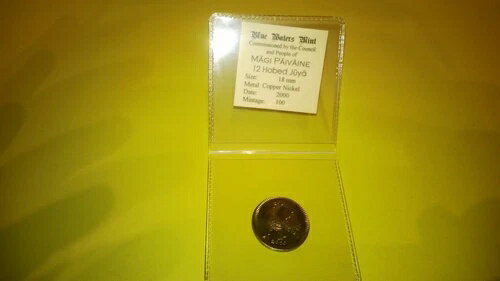 Blue Waters Mint
Commissioned by the Council
and People of
MÄGI PÄIVÄINE
12 Hobed Jüyä
Size: 18 mm
Metal: Copper Nickel
Date: 2000
Mintage: 100